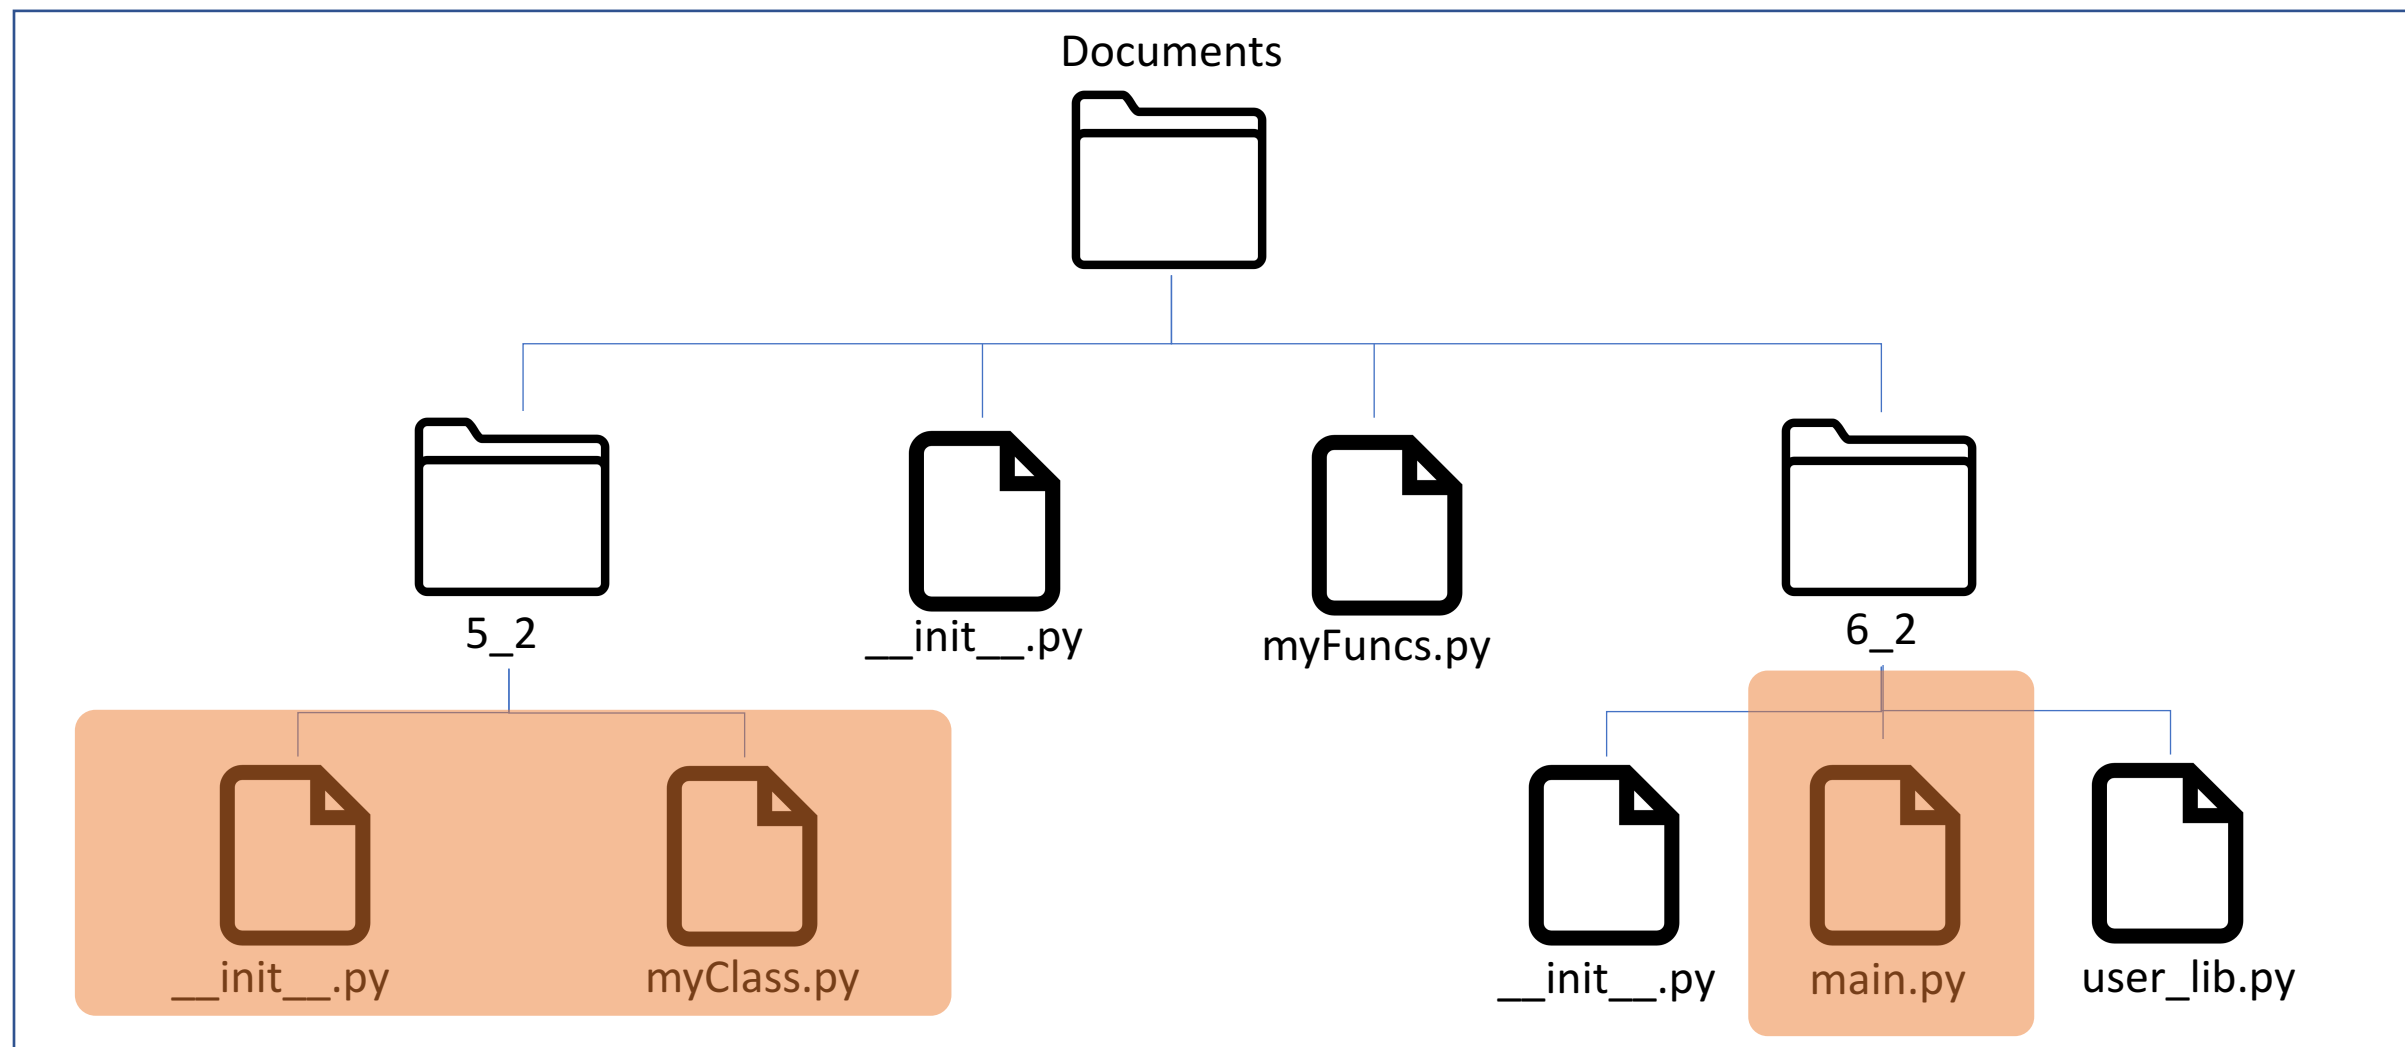 Documents
5_2
__init__.py
myFuncs.py
6_2
__init__.py
myClass.py
__init__.py
main.py
user_lib.py